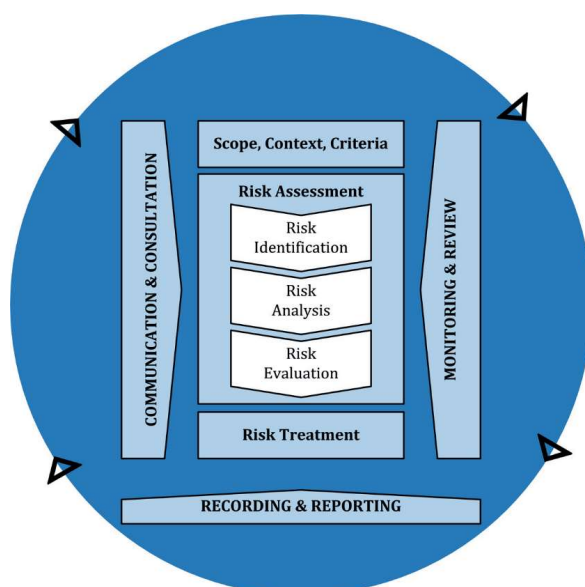 Scope, Context, Criteria
Risk Assessment
Risk
Identification
Risk
Analysis
Risk
Evaluation
Risk Treatment
COMMUNICATION & CONSULTATION
MONITORING & REVIEW
RECORDING & REPORTING